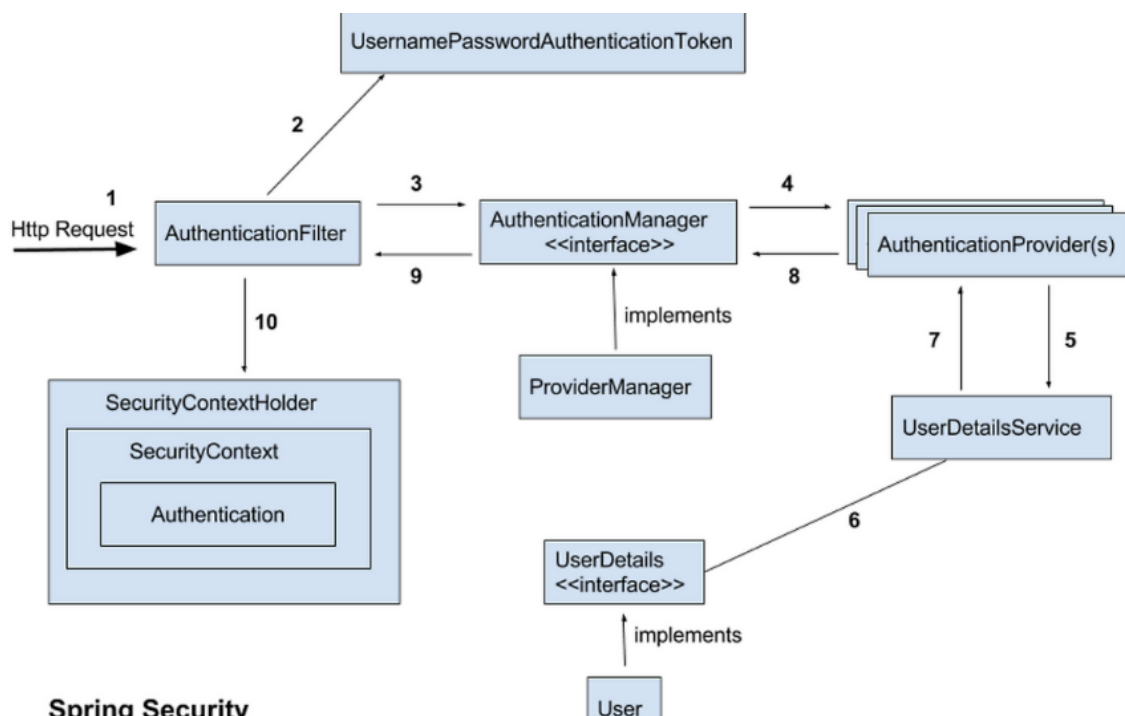 UsernamePasswordAuthenticationToken
2
1
3
4
Http Request
AuthenticationFilter
AuthenticationManager
<<interface>>
AuthenticationProvider(s)
9
8
10
implements
7
5
ProviderManager
SecurityContextHolder
UserDetailsService
SecurityContext
Authentication
6
UserDetails
<<interface>>
implements
Spring Security
User